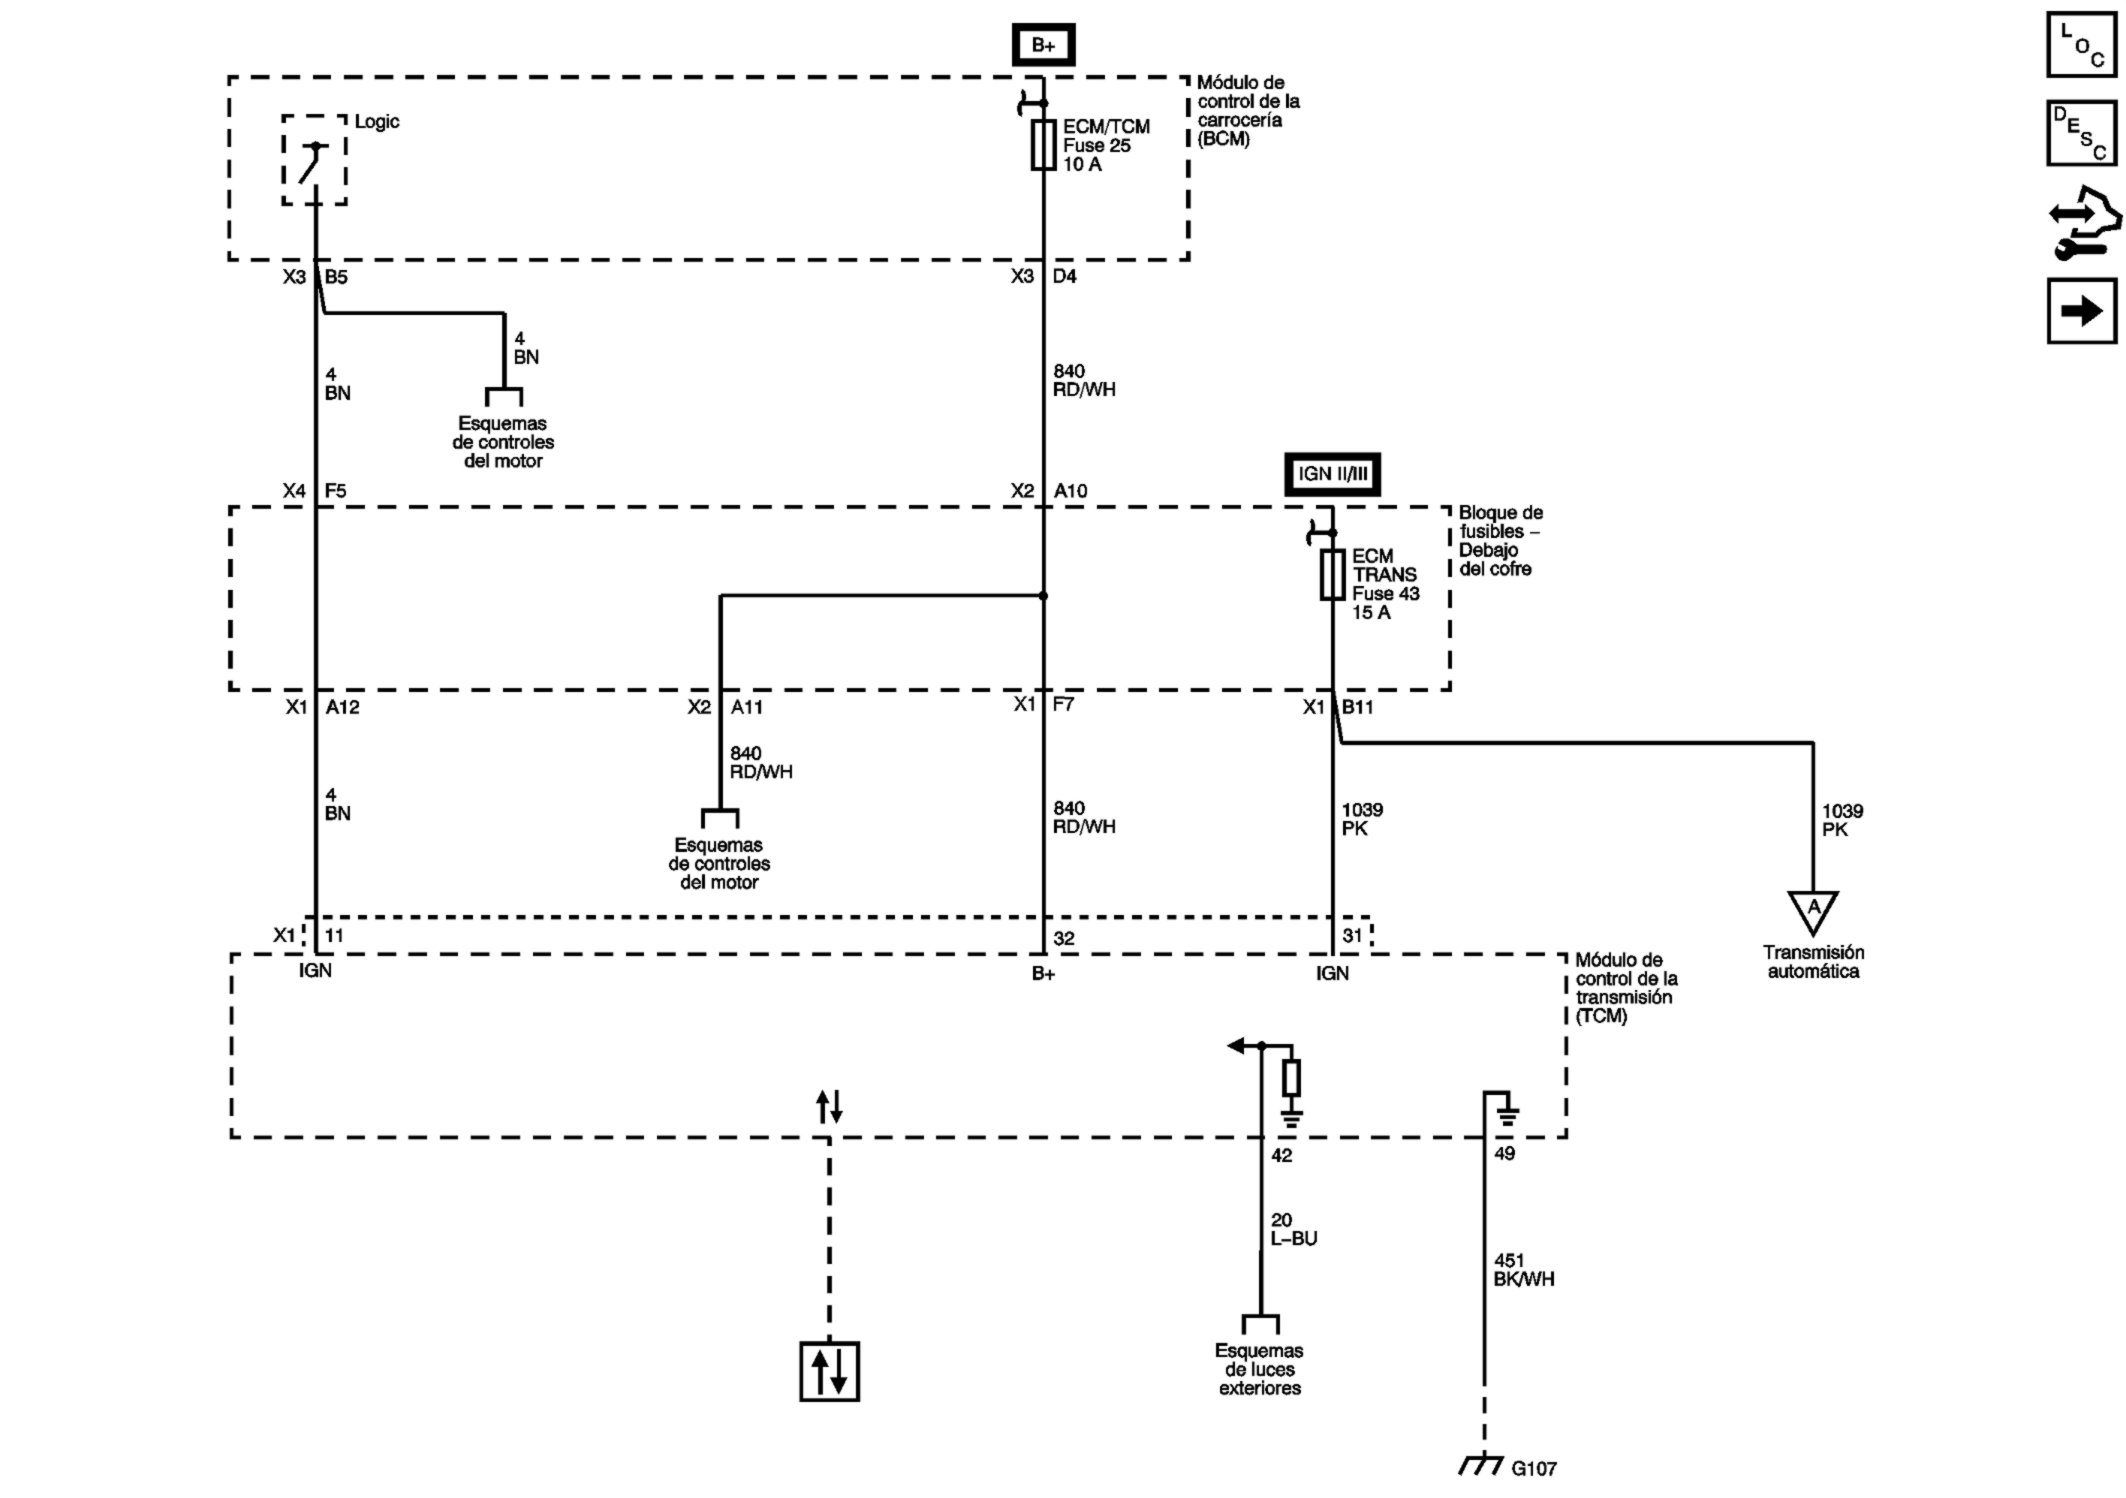 B+
L
O
C
Módulo de
control de la
carrocería
(BCM)
Logic
ECM/TCM
Fuse 25
10 A
D
E
S
C
X3 B5
X3 D4
4
BN
4
BN
840
RD/WH
Esquemas
de controles
del motor
IGN II/III
X4 F5
X2 A10
Bloque de
fusibles –
Debajo
del cofre
ECM
TRANS
Fuse 43
15 A
X1 A12
X2 A11
X1 F7
X1 B11
840
RD/WH
4
BN
840
RD/WH
1039
PK
1039
PK
Esquemas
de controles
del motor
A
Transmisión
automática
X1 11
32
31
IGN
B+
IGN
Módulo de
control de la
transmisión
(TCM)
42
49
20
L–BU
451
BK/WH
Esquemas
de luces
exteriores
G107